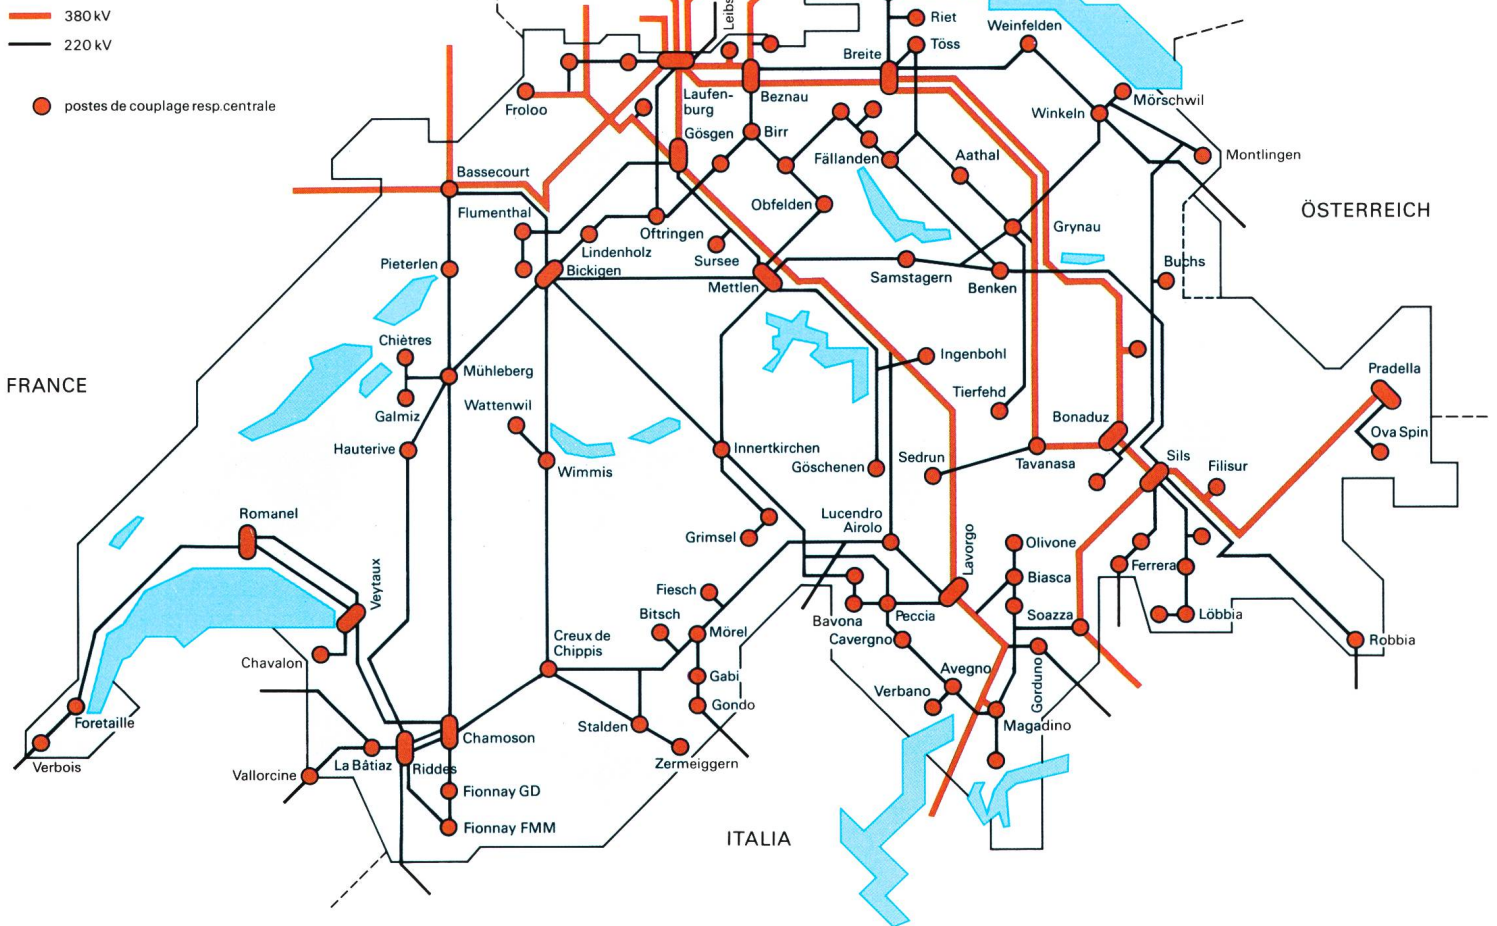 380 kV
220 kV
postes de couplage resp.centrale
Riet
Töss
Weinfelden
Breite
Froloo
Laufen-
burg
Beznau
Winkeln
Mörschwil
Gösgen
Birr
Fällanden
Aathal
Montlingen
Bassecourt
Flumenthal
Obfelden
ÖSTERREICH
Oftringen
Grynau
Lindenholz
Sursee
Pieterlen
Bickigen
Mettlen
Samstagern
Benken
Buchs
Chiètres
Mühleberg
Ingenbohl
FRANCE
Pradella
Galmiz
Wattenwil
Tierfehd
Bonaduz
Ova Spin
Hauterive
Innertkirchen
Göschenen
Sedrun
Tavanasa
Sils
Filisur
Wimmis
Romanel
Lucendro
Airolo
Grimsel
Lavorgo
Olivone
Veytaux
Biasca
Ferrera
Fiesch
Bitsch
Bavona
Peccia
Soazza
Löbbia
Creux de
Chippis
Mörel
Cavergno
Robbia
Chavalon
Gabi
Avegno
Gorduno
Verbano
Gondo
Foretaille
Stalden
Magadino
Chamoson
Verbois
La Bâtiaz
Riddes
Zermeiggern
Vallorcine
Fionnay GD
Fionnay FMM
ITALIA